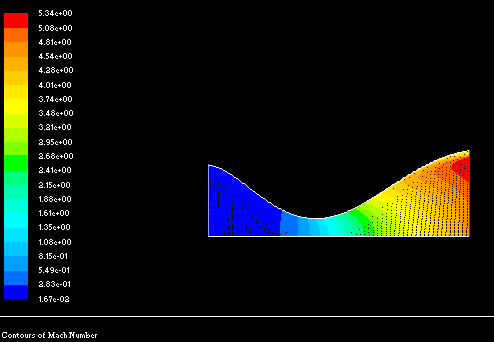 5.34e+00
5.08e+00
4.81e+00
4.54e+00
4.28e+00
4.01e+00
3.74e+00
3.48e+00
3.21e+00
2.95e+00
2.68e+00
2.41e+00
2.15e+00
1.88e+00
1.61e+00
1.35e+00
1.08e+00
8.15e-01
5.49e-01
2.83e-01
1.67e-02
Contours of Mach Number